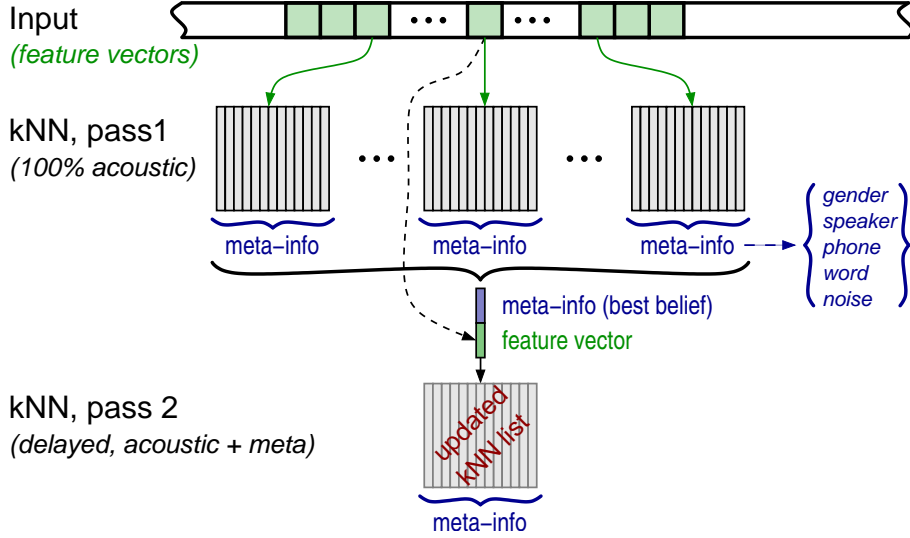 Input
(feature vectors)
kNN, pass1
(100% acoustic)
meta-info
meta-info
meta-info
gender
speaker
phone
word
noise
meta-info (best belief)
feature vector
kNN, pass 2
(delayed, acoustic + meta)
updated
kNN list
meta-info